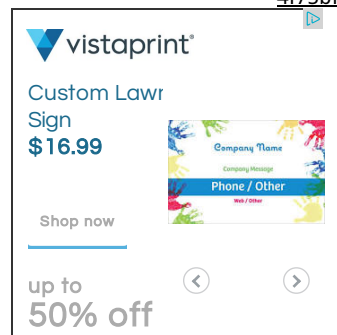 vistaprint®
Custom Lawn
Sign
$16.99
Company Name
Company Message
Phone / Other
Web / Other
Shop now
up to
50% off